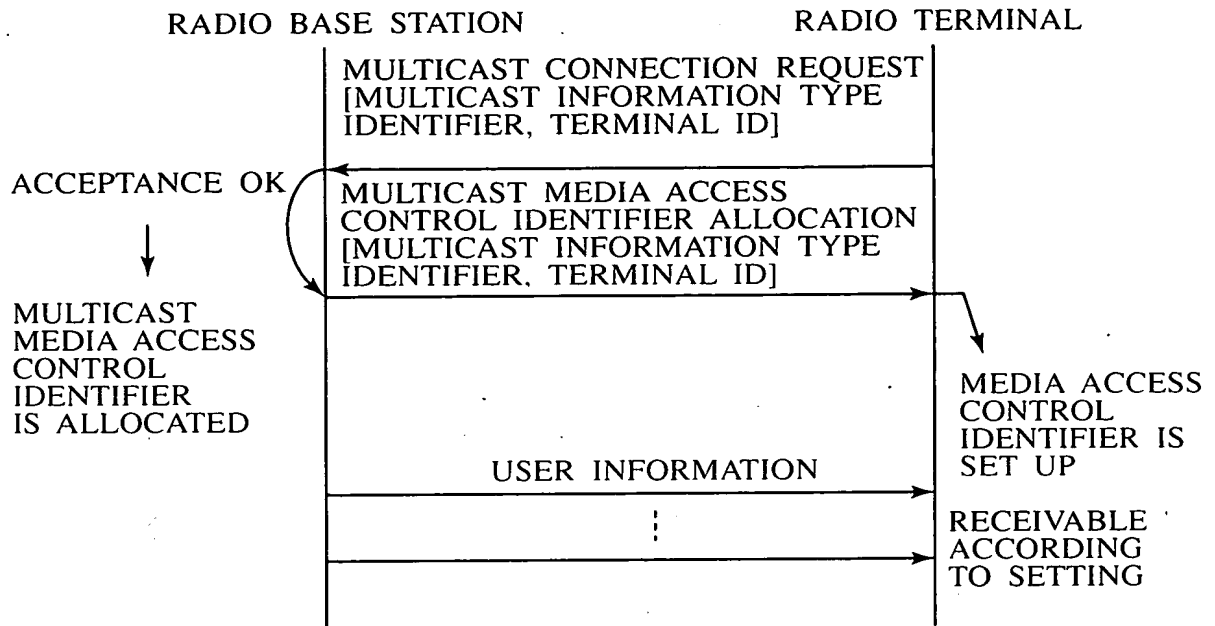 RADIO BASE STATION
RADIO TERMINAL
MULTICAST CONNECTION REQUEST
[MULTICAST INFORMATION TYPE
IDENTIFIER, TERMINAL ID]
ACCEPTANCE OK
MULTICAST MEDIA ACCESS
CONTROL IDENTIFIER ALLOCATION
[MULTICAST INFORMATION TYPE
IDENTIFIER, TERMINAL ID]
MULTICAST
MEDIA ACCESS
CONTROL
IDENTIFIER
IS ALLOCATED
MEDIA ACCESS
CONTROL
IDENTIFIER IS
SET UP
USER INFORMATION
RECEIVABLE
ACCORDING
TO SETTING